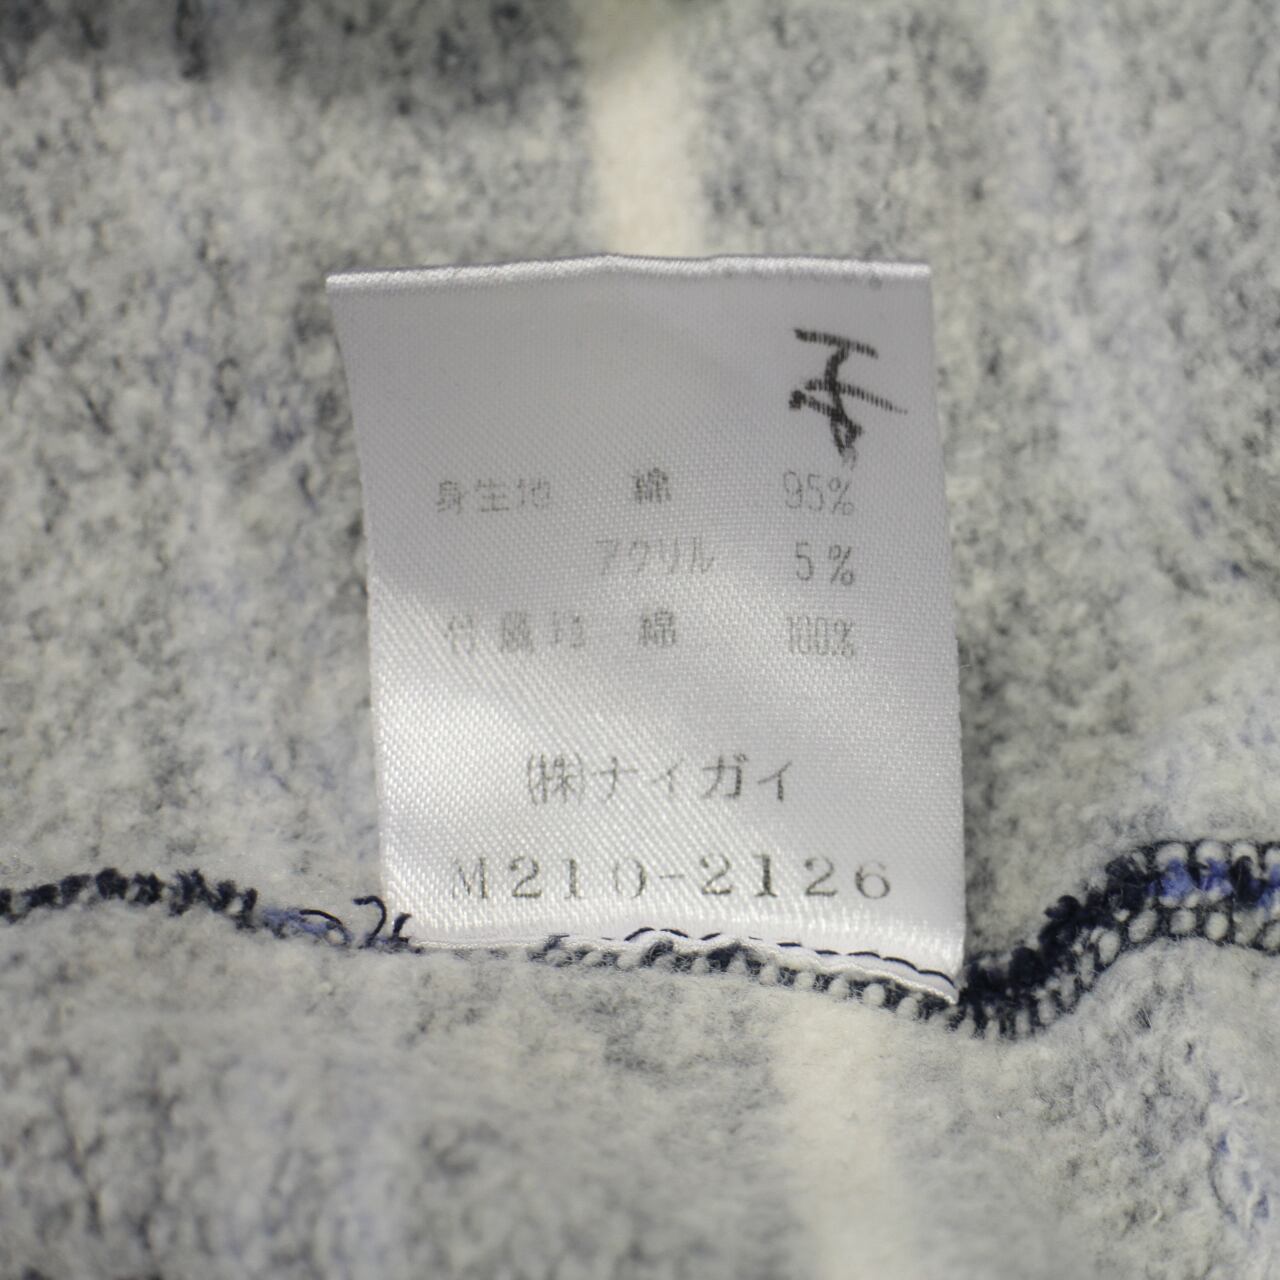 身生地 綿 95%
アクリル 5%
付属地 綿 100%
(株)ナイガイ
M210-2126